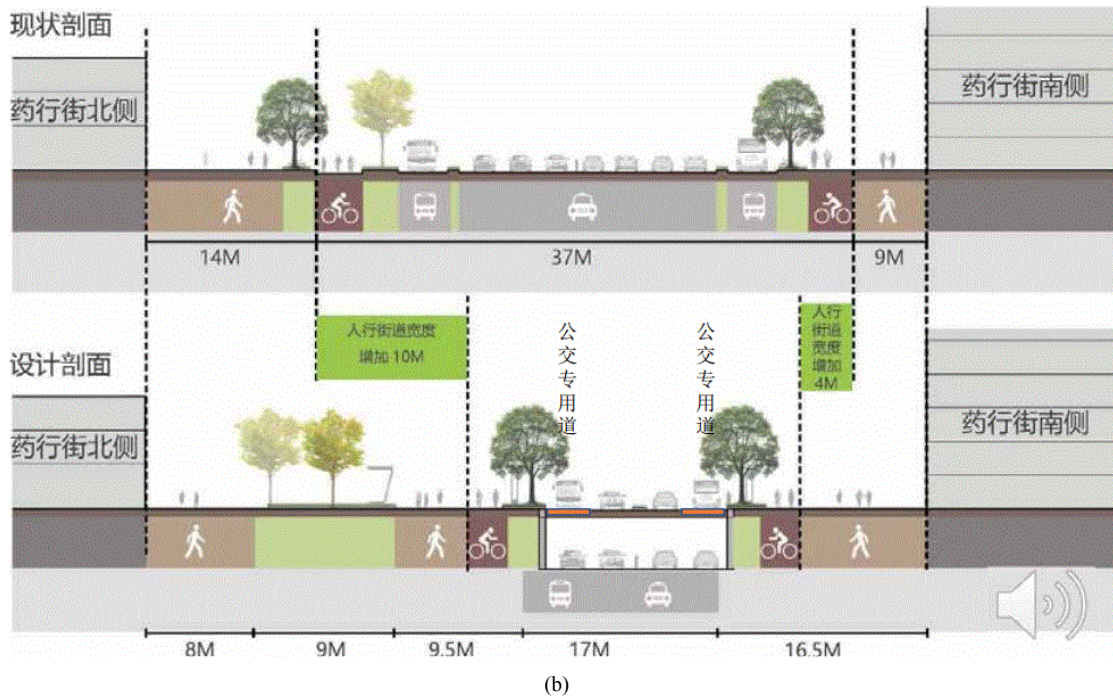 现状剖面
药行街北侧
药行街南侧
14M
37M
9M
人行街道宽度
增加 10M
公交专用道
公交专用道
人行
街道
宽度
增加
4M
设计剖面
药行街北侧
药行街南侧
8M
9M
9.5M
17M
16.5M
(b)